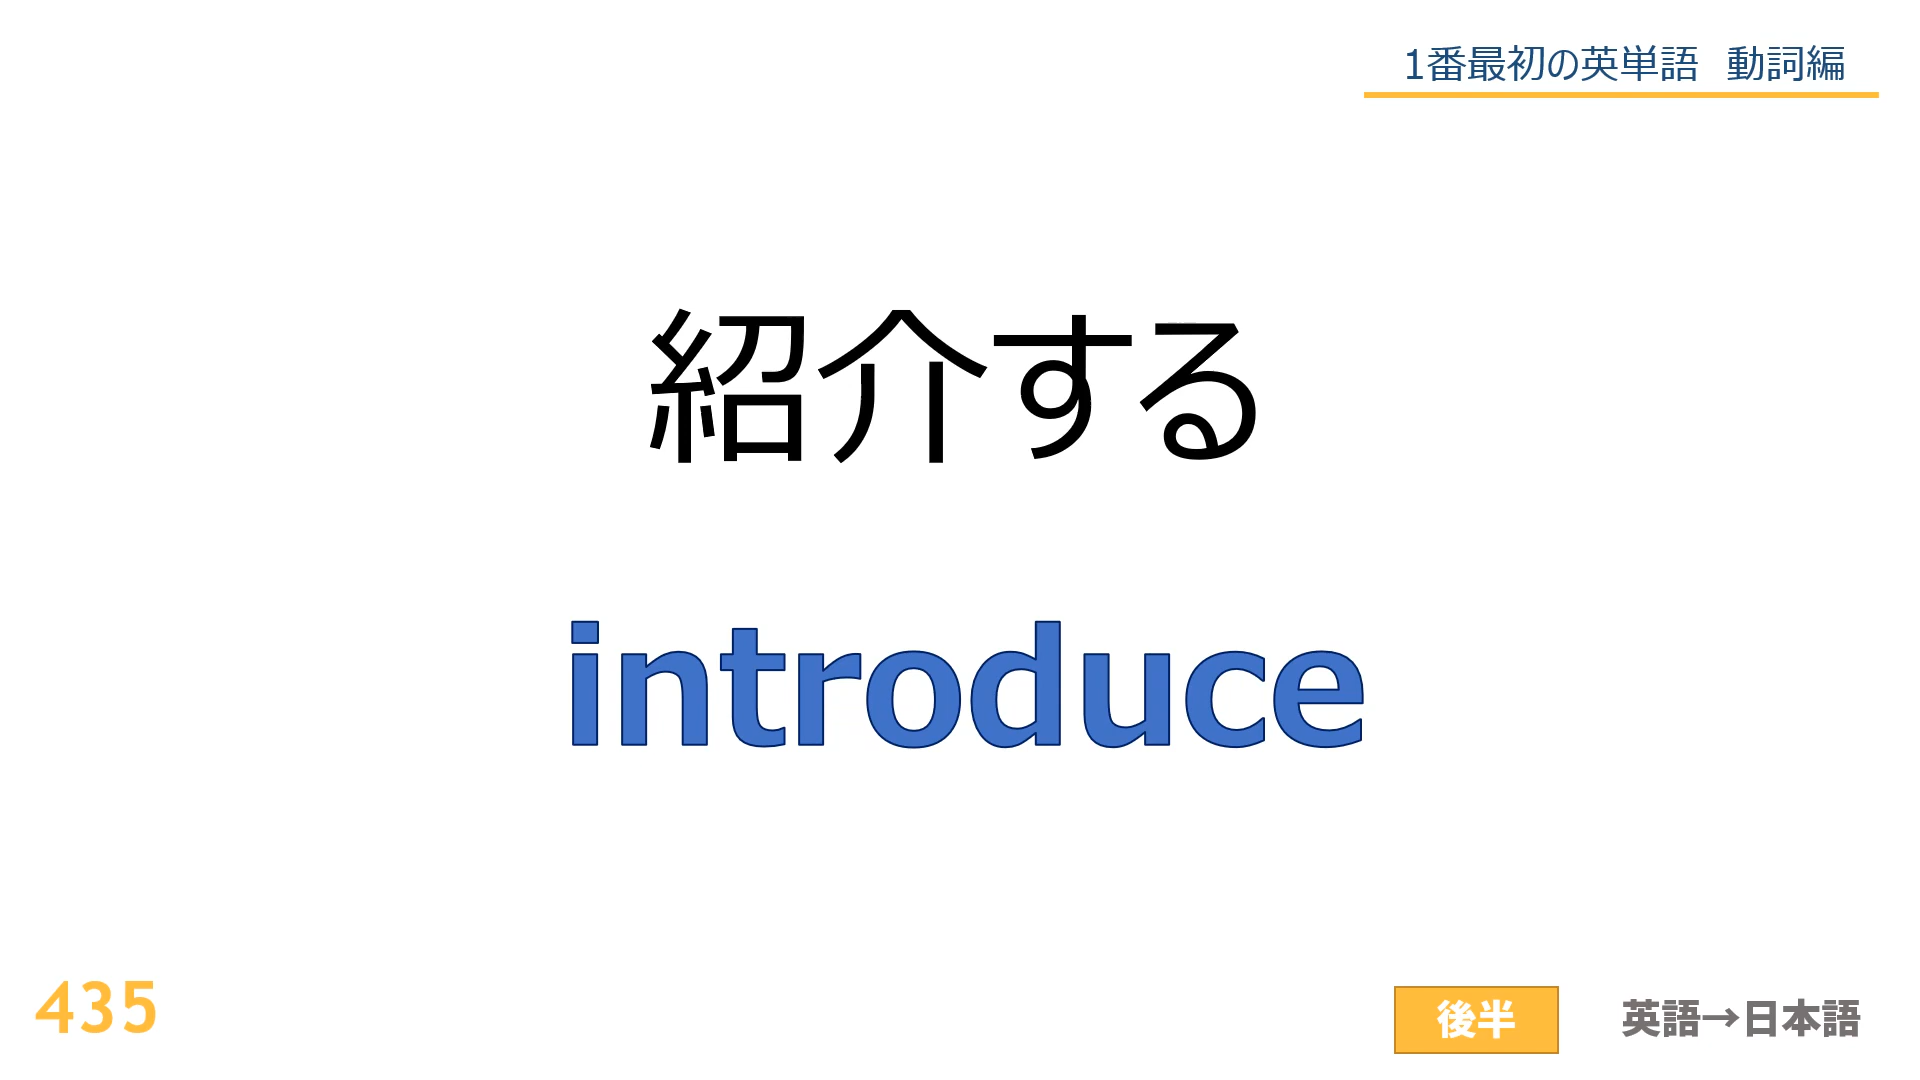 1番最初の英単語　動詞編
紹介する
introduce
435
後半
英語→日本語